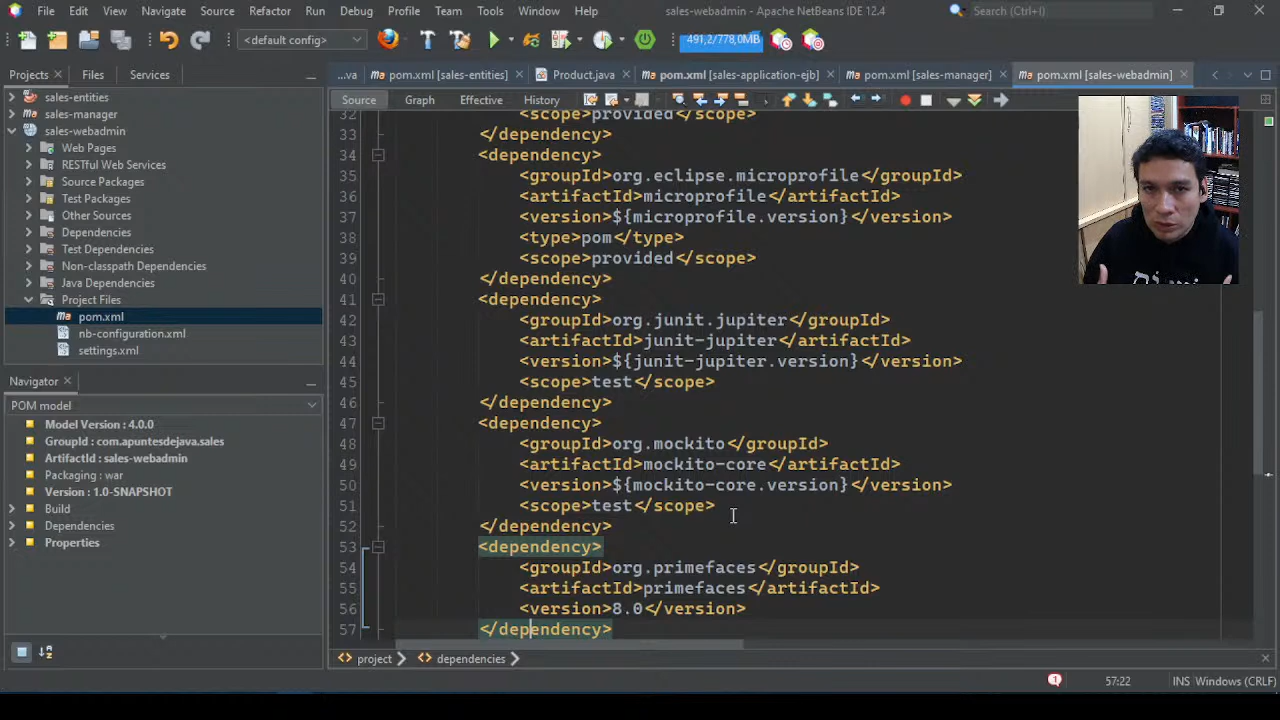 File Edit View Navigate Source Refactor Run Debug Profile Team Tools Window Help
sales-webadmin - Apache NetBeans IDE 12.4
Search (Ctrl+I)
<default config>
491,2/778,0MB
Projects Files Services
...va pom.xml [sales-entities] Product.java pom.xml [sales-application-ejb] pom.xml [sales-manager] pom.xml [sales-webadmin]
Source Graph Effective History
sales-entities
sales-manager
sales-webadmin
Web Pages
RESTful Web Services
Source Packages
Test Packages
Other Sources
Dependencies
Test Dependencies
Non-classpath Dependencies
Java Dependencies
Project Files
pom.xml
nb-configuration.xml
settings.xml
Navigator
POM model
Model Version : 4.0.0
GroupId : com.apuntesdejava.sales
ArtifactId : sales-webadmin
Packaging : war
Version : 1.0-SNAPSHOT
Build
Dependencies
Properties
32 <scope>provided</scope>
33 </dependency>
34 <dependency>
35 <groupId>org.eclipse.microprofile</groupId>
36 <artifactId>microprofile</artifactId>
37 <version>${microprofile.version}</version>
38 <type>pom</type>
39 <scope>provided</scope>
40 </dependency>
41 <dependency>
42 <groupId>org.junit.jupiter</groupId>
43 <artifactId>junit-jupiter</artifactId>
44 <version>${junit-jupiter.version}</version>
45 <scope>test</scope>
46 </dependency>
47 <dependency>
48 <groupId>org.mockito</groupId>
49 <artifactId>mockito-core</artifactId>
50 <version>${mockito-core.version}</version>
51 <scope>test</scope>
52 </dependency>
53 <dependency>
54 <groupId>org.primefaces</groupId>
55 <artifactId>primefaces</artifactId>
56 <version>8.0</version>
57 </dependency>
project dependencies
1 57:22 INS Windows (CRLF)